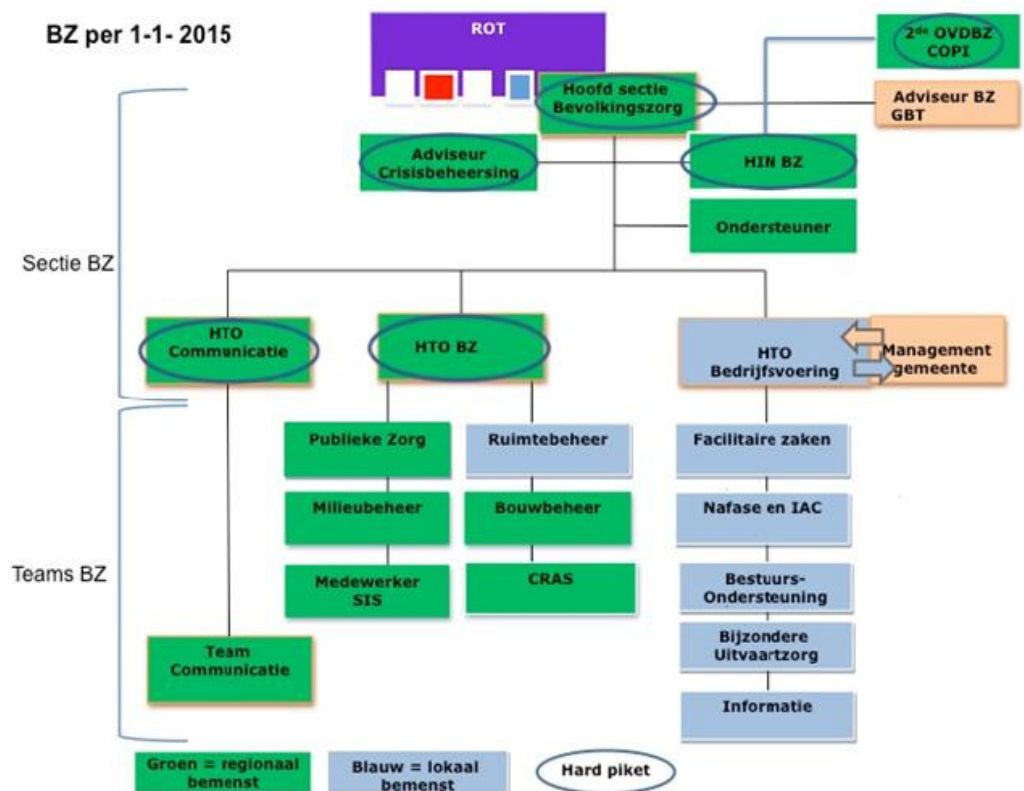 BZ per 1-1- 2015
ROT
2de OVDBZ
COPI
Hoofd sectie
Bevolkingszorg
Adviseur BZ
GBT
Adviseur
Crisisbeheersing
HIN BZ
Ondersteuner
Sectie BZ
HTO
Communicatie
HTO BZ
HTO
Bedrijfsvoering
Management
gemeente
Publieke Zorg
Ruimtebeheer
Facilitaire zaken
Milieubeheer
Bouwbeheer
Nafase en IAC
Teams BZ
Medewerker
SIS
CRAS
Bestuurs-
Ondersteuning
Bijzondere
Uitvaartzorg
Team
Communicatie
Informatie
Groen = regionaal
bemenst
Blauw = lokaal
bemenst
Hard piket